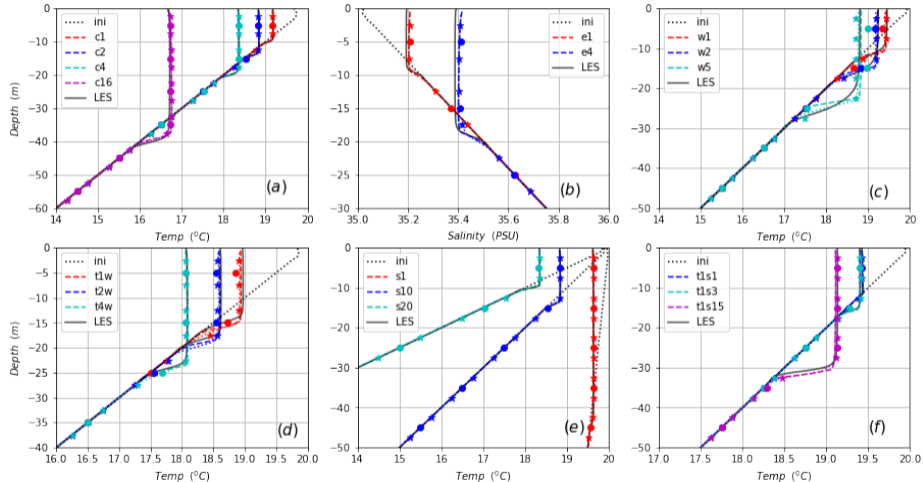 0
−10
−20
−30
−40
−50
−60
Depth (m)
14
15
16
17
18
19
20
Temp (°C)
ini
c1
c2
c4
c16
LES
(a)
0
−5
−10
−15
−20
−25
−30
35.0
35.2
35.4
35.6
35.8
36.0
Salinity (PSU)
ini
e1
e4
LES
(b)
0
−10
−20
−30
−40
−50
15
16
17
18
19
20
Temp (°C)
ini
w1
w2
w5
LES
(c)
0
−5
−10
−15
−20
−25
−30
−35
−40
Depth (m)
16.0
16.5
17.0
17.5
18.0
18.5
19.0
19.5
20.0
Temp (°C)
ini
t1w
t2w
t4w
LES
(d)
0
−10
−20
−30
−40
−50
14
15
16
17
18
19
20
Temp (°C)
ini
s1
s10
s20
LES
(e)
0
−10
−20
−30
−40
−50
17.0
17.5
18.0
18.5
19.0
19.5
20.0
Temp (°C)
ini
t1s1
t1s3
t1s15
LES
(f)